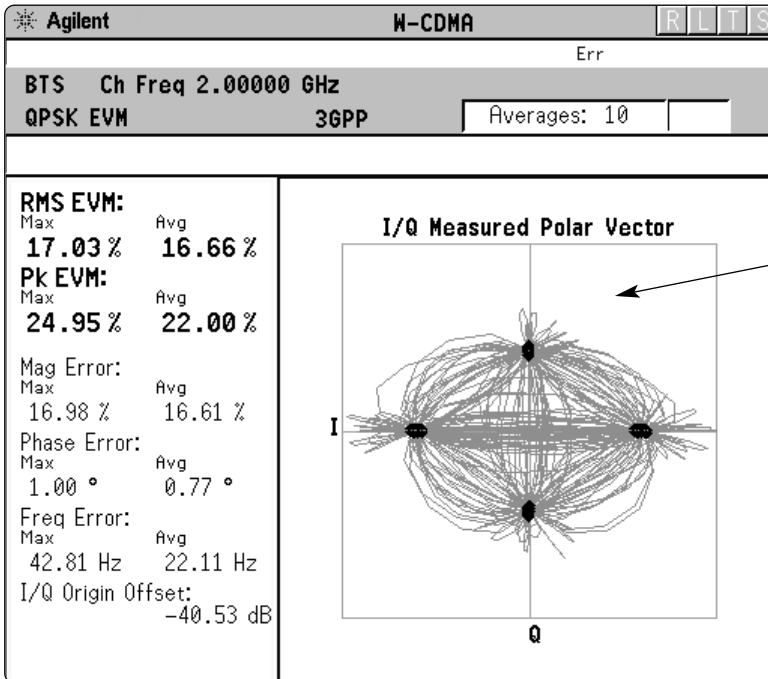 Agilent W-CDMA R L T S
Err
BTS Ch Freq 2.00000 GHz
QPSK EVM 3GPP Averages: 10
RMS EVM:
Max Avg
17.03 % 16.66 %
Pk EVM:
Max Avg
24.95 % 22.00 %
Mag Error:
Max Avg
16.98 % 16.61 %
Phase Error:
Max Avg
1.00 ° 0.77 °
Freq Error:
Max Avg
42.81 Hz 22.11 Hz
I/Q Origin Offset:
-40.53 dB
I/Q Measured Polar Vector
I
Q